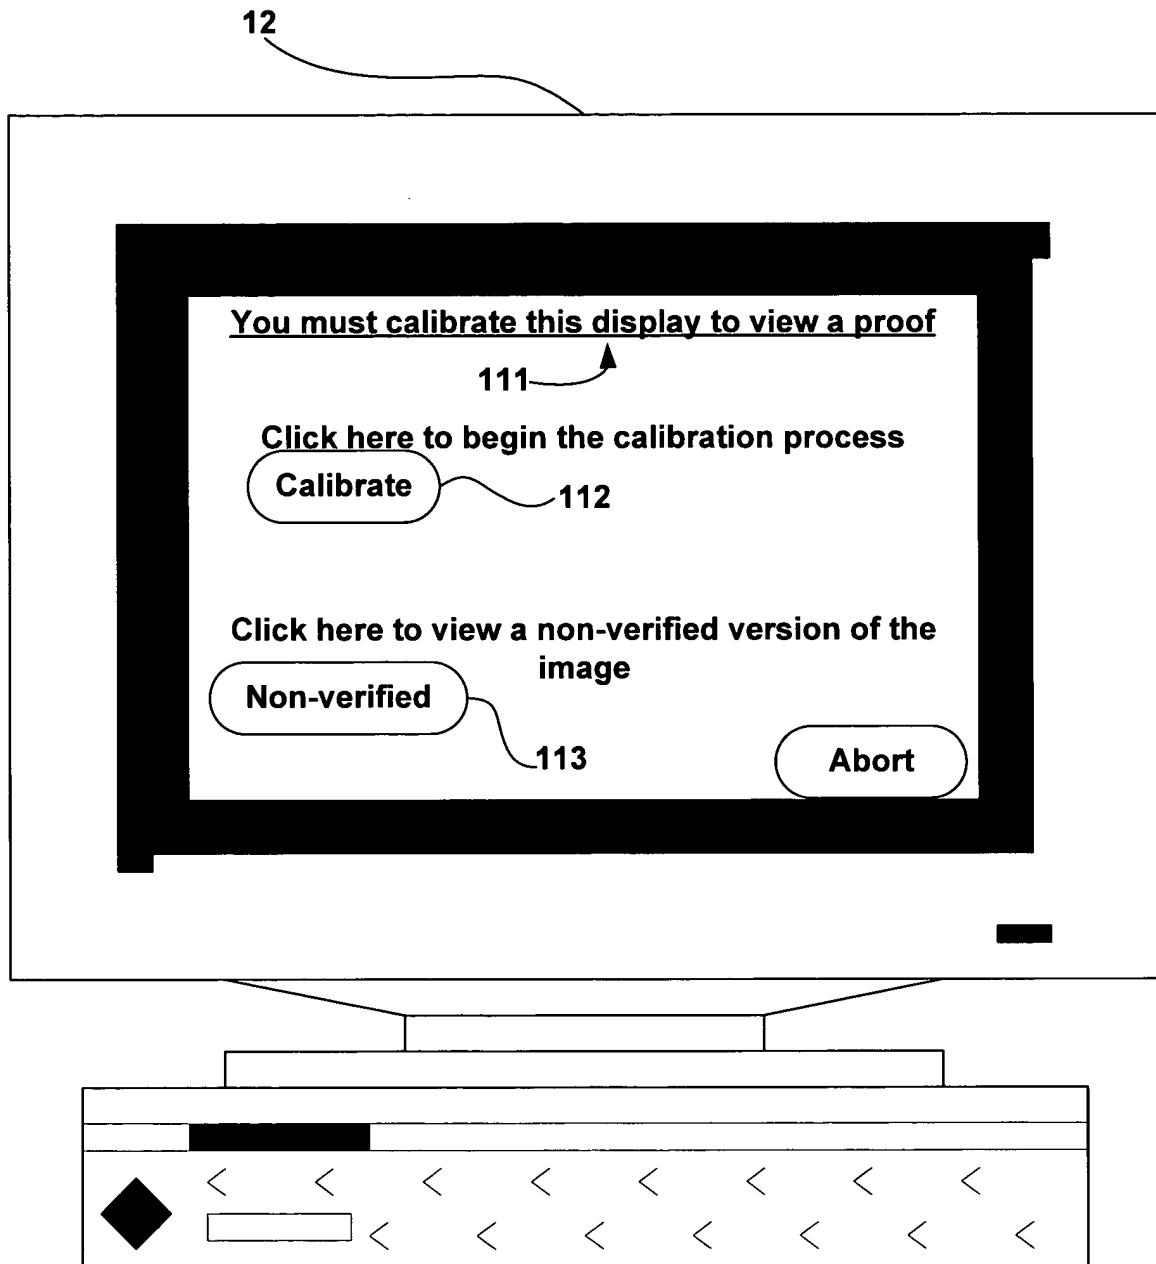 12
You must calibrate this display to view a proof
111
Click here to begin the calibration process
Calibrate
112
Click here to view a non-verified version of the
image
Non-verified
113
Abort